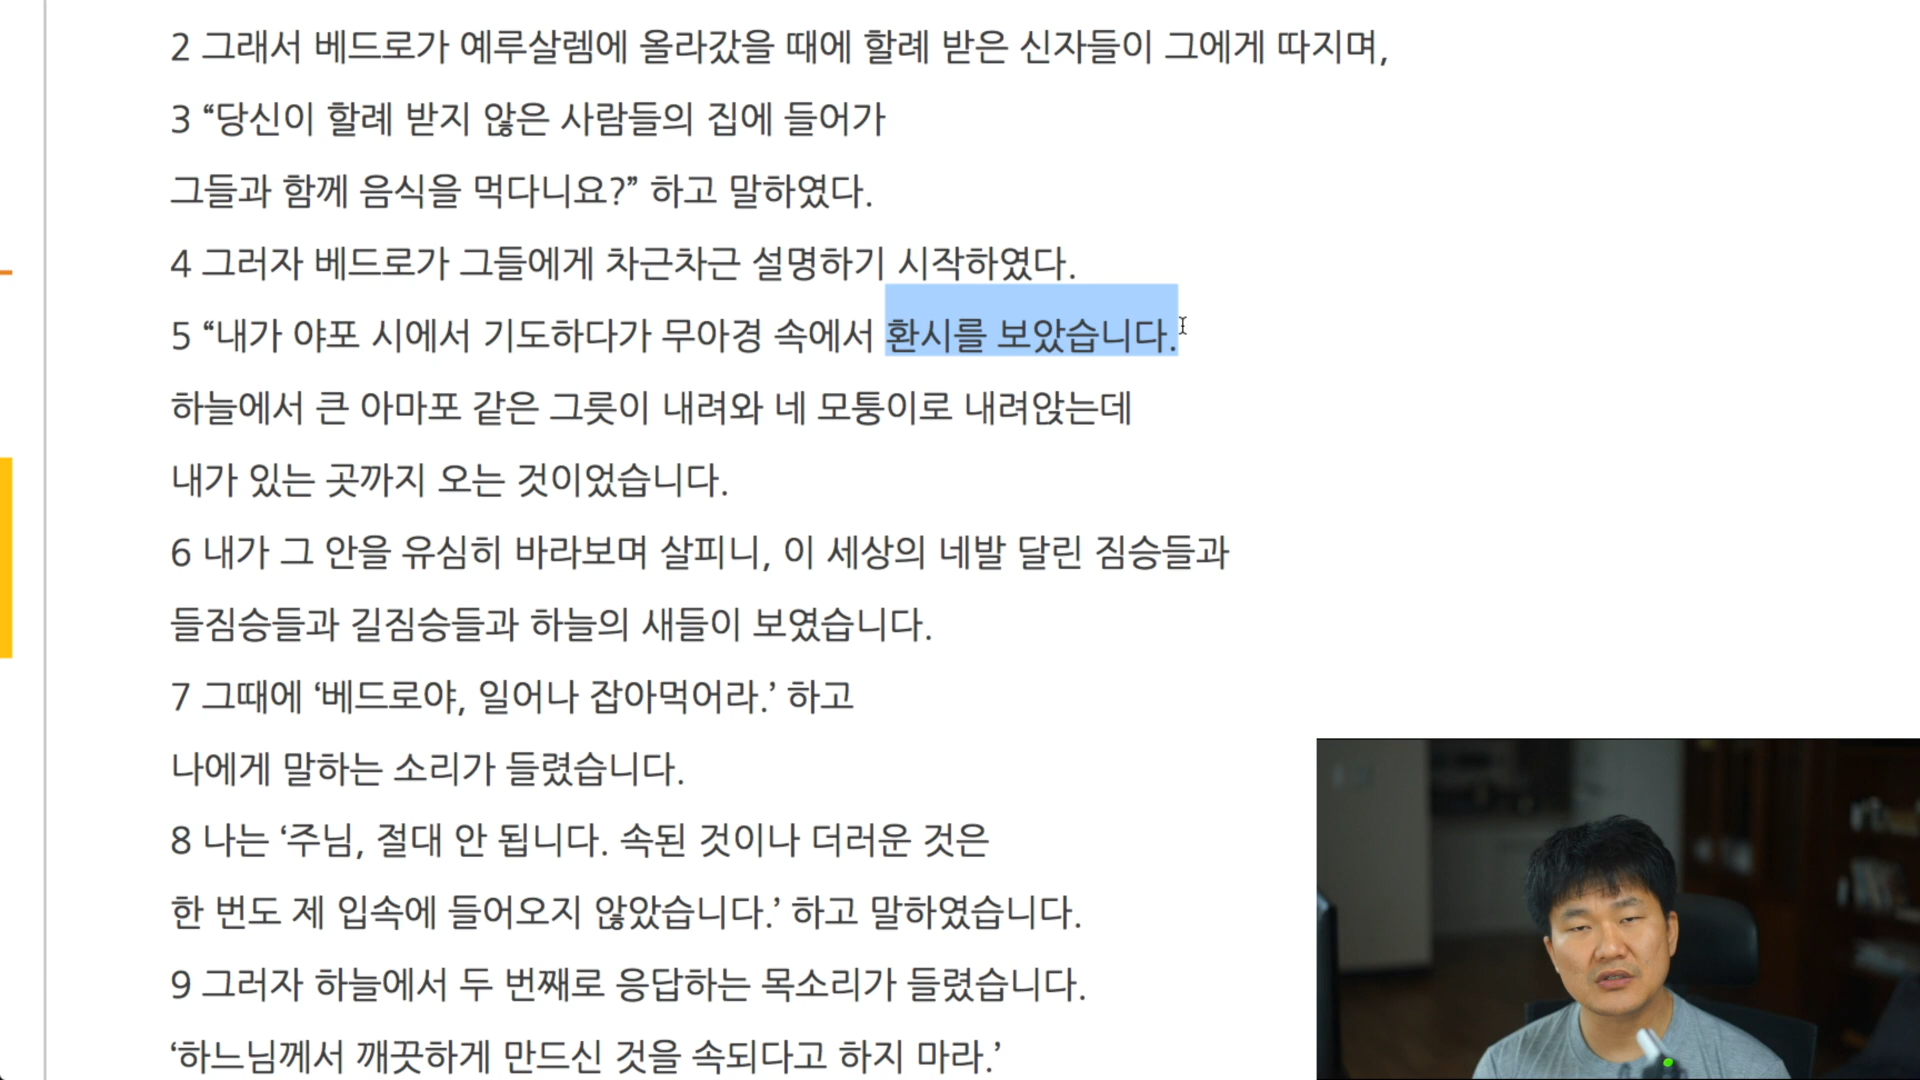 2 그래서 베드로가 예루살렘에 올라갔을 때에 할례 받은 신자들이 그에게 따지며,
3 “당신이 할례 받지 않은 사람들의 집에 들어가
그들과 함께 음식을 먹다니요?” 하고 말하였다.
4 그러자 베드로가 그들에게 차근차근 설명하기 시작하였다.
5 “내가 야포 시에서 기도하다가 무아경 속에서 환시를 보았습니다.
하늘에서 큰 아마포 같은 그릇이 내려와 네 모퉁이로 내려앉는데
내가 있는 곳까지 오는 것이었습니다.
6 내가 그 안을 유심히 바라보며 살피니, 이 세상의 네발 달린 짐승들과
들짐승들과 길짐승들과 하늘의 새들이 보였습니다.
7 그때에 ‘베드로야, 일어나 잡아먹어라.’ 하고
나에게 말하는 소리가 들렸습니다.
8 나는 ‘주님, 절대 안 됩니다. 속된 것이나 더러운 것은
한 번도 제 입속에 들어오지 않았습니다.’ 하고 말하였습니다.
9 그러자 하늘에서 두 번째로 응답하는 목소리가 들렸습니다.
‘하느님께서 깨끗하게 만드신 것을 속되다고 하지 마라.’